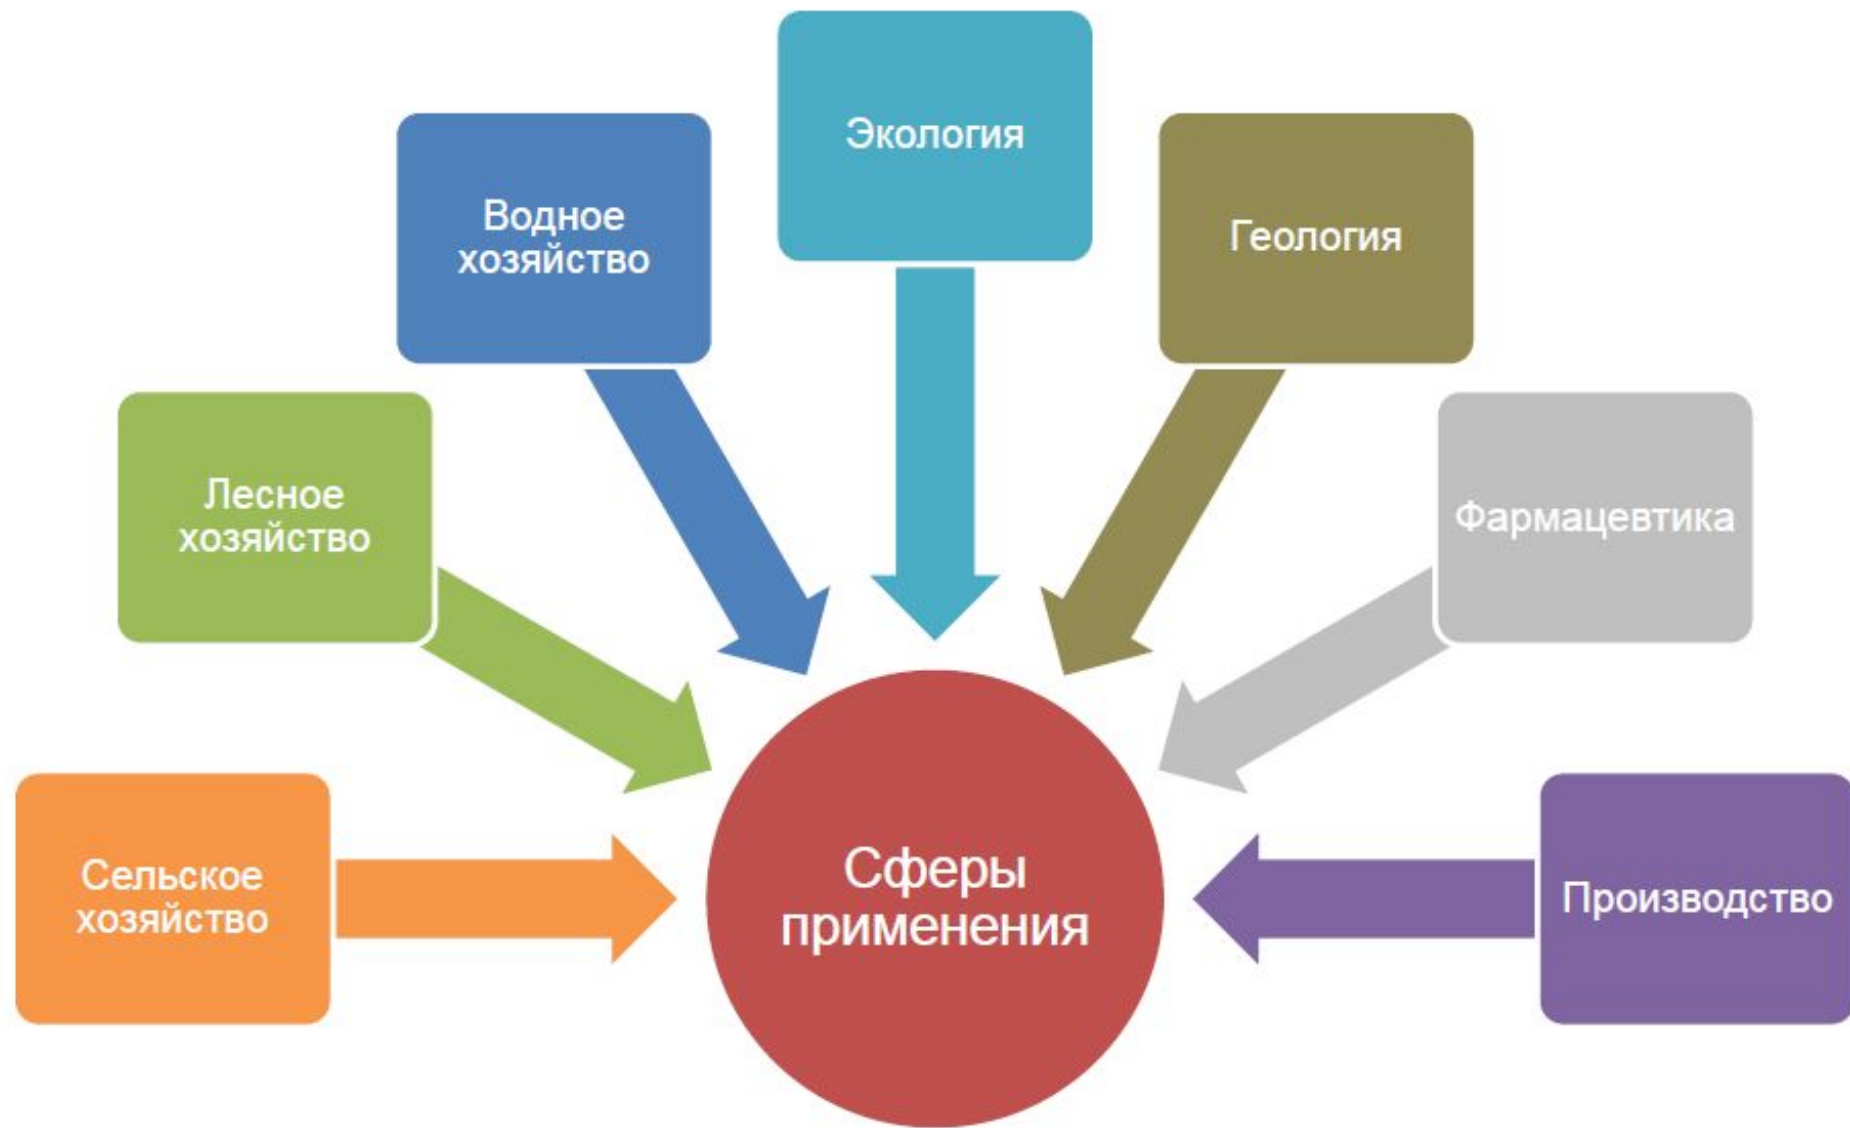 Экология
Водное
хозяйство
Геология
Лесное
хозяйство
Фармацевтика
Сельское
хозяйство
Сферы
применения
Производство